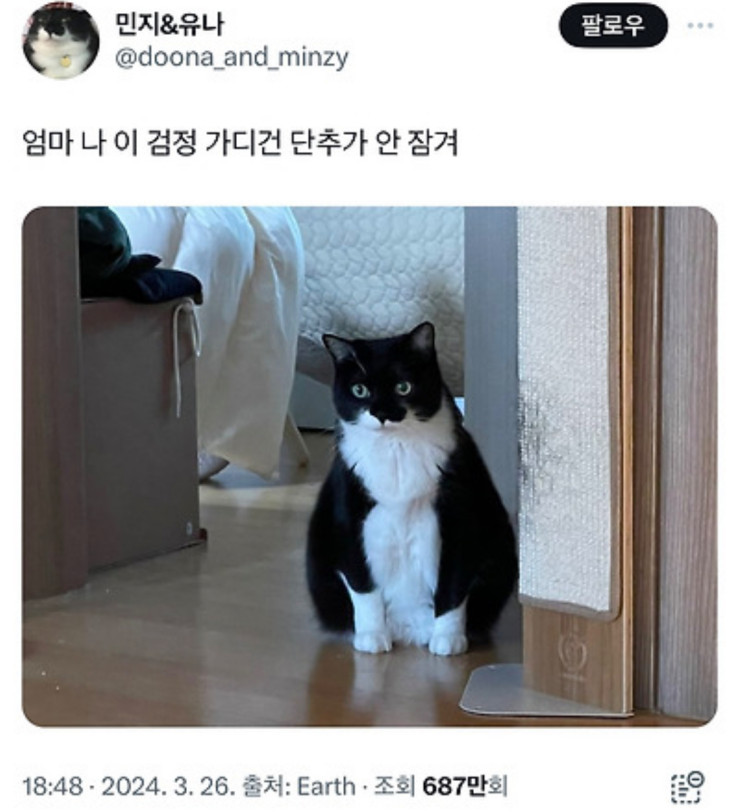 민지&유나
@doona_and_minzy
팔로우
엄마 나 이 검정 가디건 단추가 안 잠겨
18:48 · 2024. 3. 26. 출처: Earth · 조회 687만회